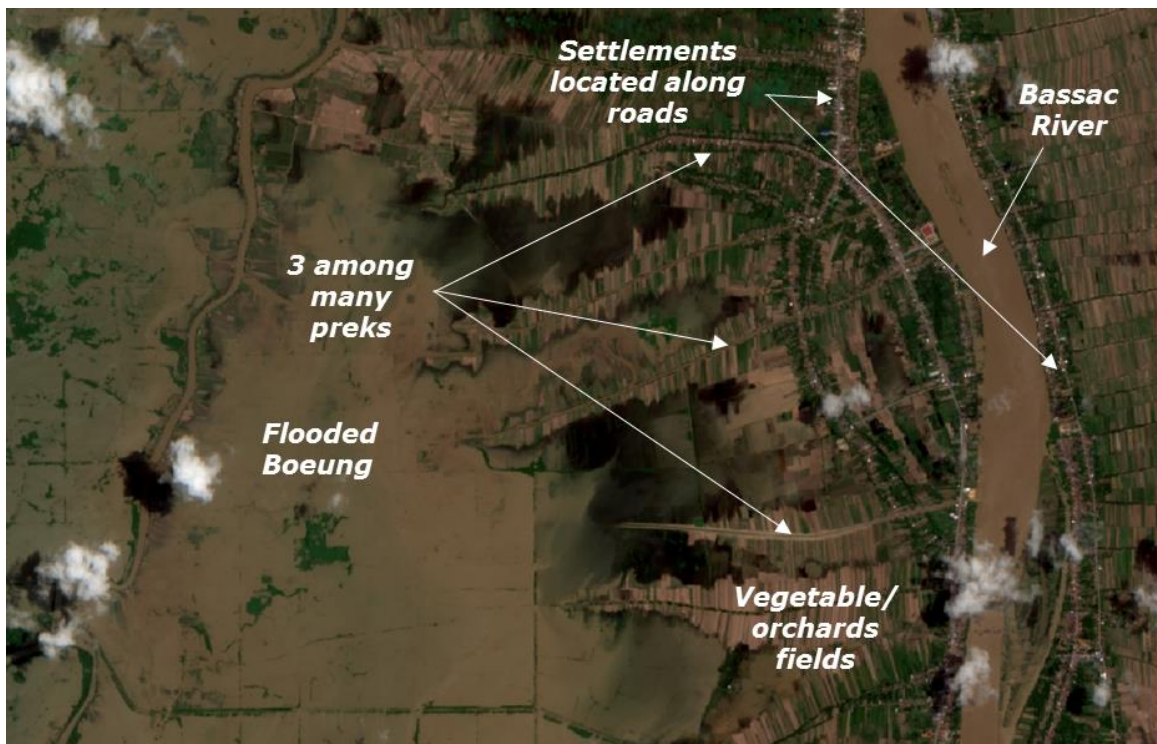 Settlements
located along
roads
Bassac
River
3 among
many
preks
Flooded
Boeung
Vegetable/
orchards
fields